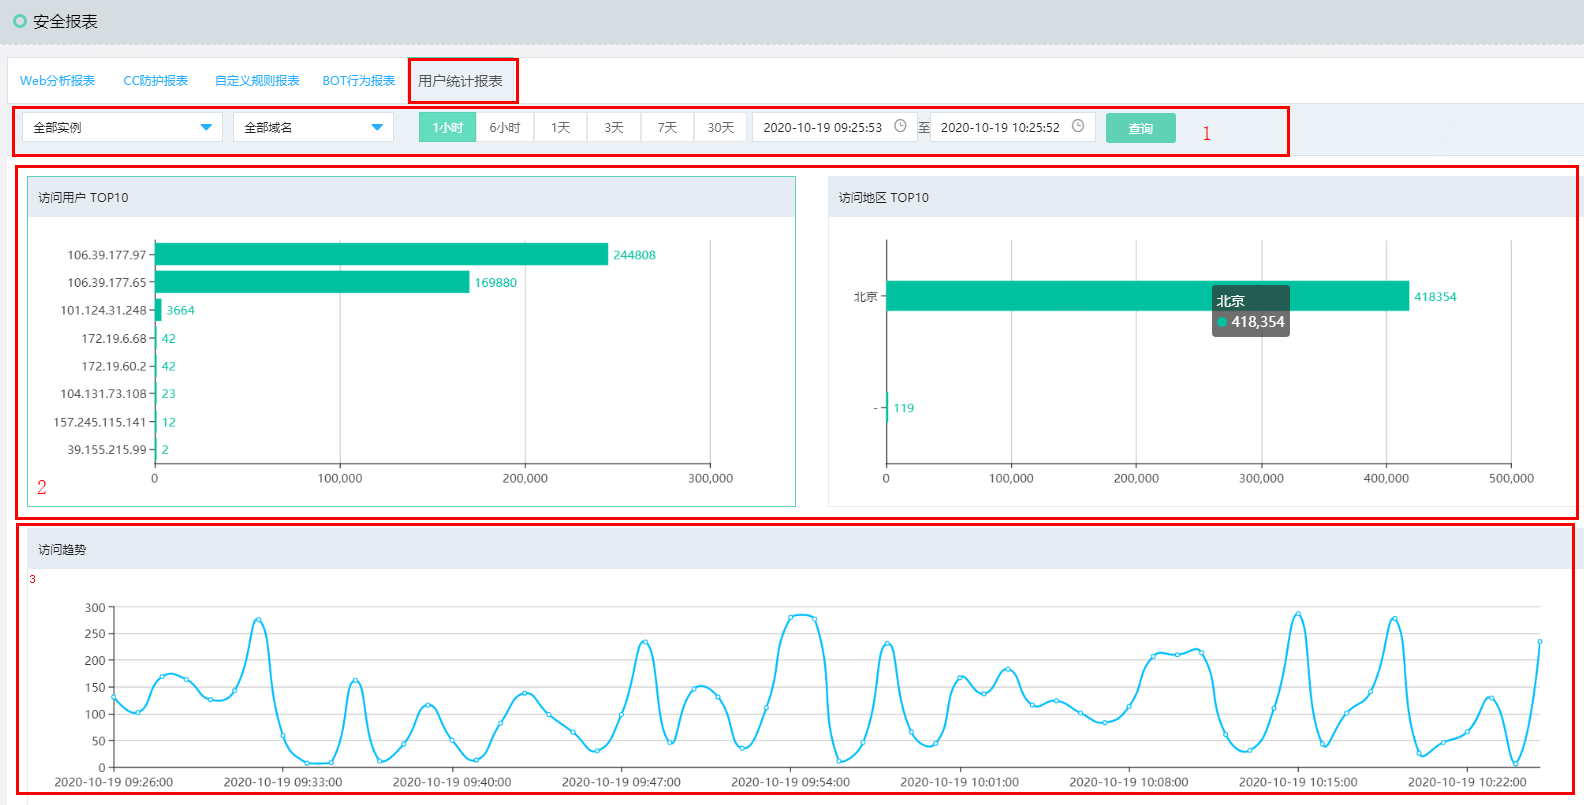 安全报表
Web分析报表 CC防护报表 自定义规则报表 BOT行为报表 用户统计报表
全部实例 全部域名 1小时 6小时 1天 3天 7天 30天 2020-10-19 09:25:53 至 2020-10-19 10:25:52 查询 1
访问用户 TOP10
106.39.177.97 244808
106.39.177.65 169880
101.124.31.248 3664
172.19.6.68 42
172.19.60.2 42
104.131.73.108 23
157.245.115.141 12
39.155.215.99 2
0 100,000 200,000 300,000
2
访问地区 TOP10
北京 418354
北京
418,354
- 119
0 100,000 200,000 300,000 400,000 500,000
访问趋势
3
300
250
200
150
100
50
0
2020-10-19 09:26:00 2020-10-19 09:33:00 2020-10-19 09:40:00 2020-10-19 09:47:00 2020-10-19 09:54:00 2020-10-19 10:01:00 2020-10-19 10:08:00 2020-10-19 10:15:00 2020-10-19 10:22:00